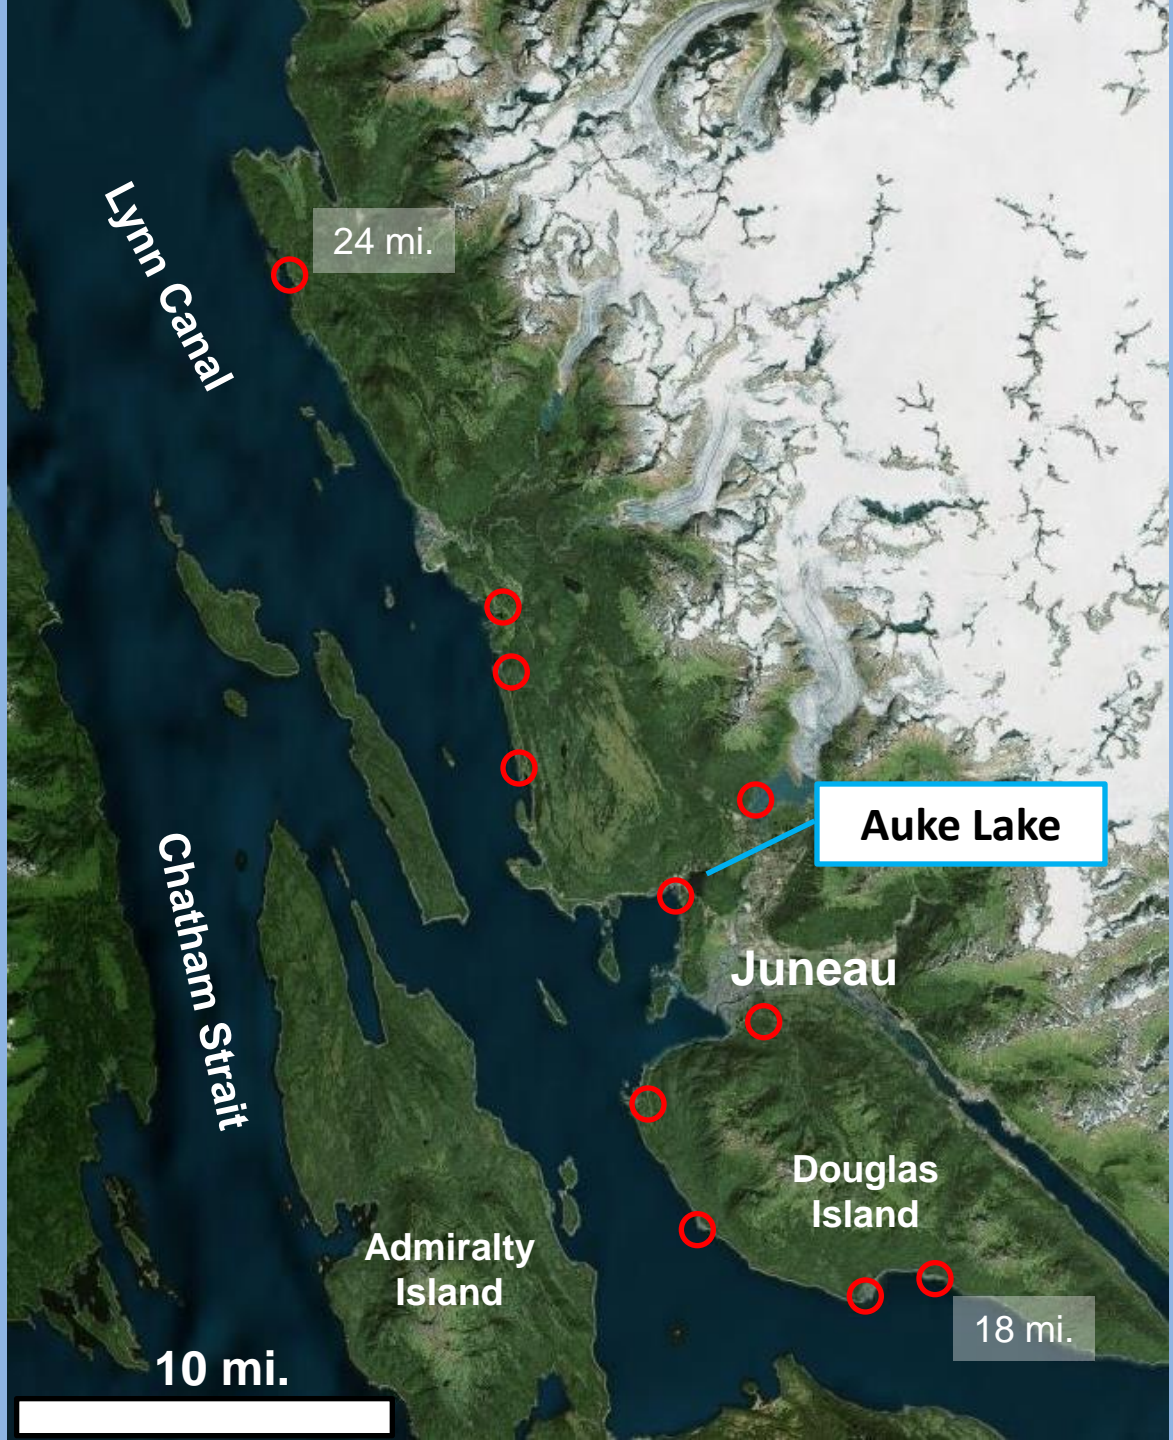 Lynn Canal
24 mi.
Auke Lake
Juneau
Chatham Strait
Douglas
Island
Admiralty
Island
18 mi.
10 mi.